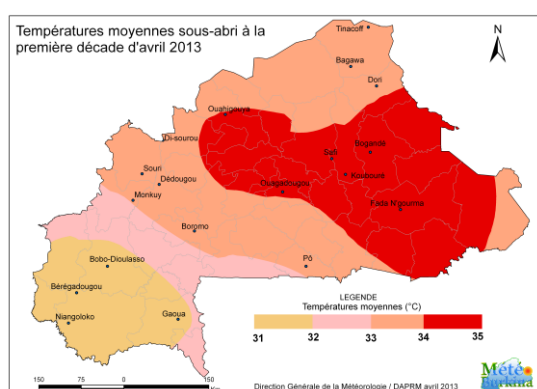 Températures moyennes sous-abri à la
première décade d'avril 2013
N
Tinacoff
Bagawa
Dori
Ouahigouya
Di-sourou
Bogandé
Souri
Dédougou
Koubouré
Monkuy
Ouagadougou
Fada N'gourma
Boromo
Pô
Bobo-Dioulasso
Bérégadougou
Niangoloko
Gaoua
LEGENDE
Températures moyennes (°C)
31 32 33 34 35
150 75 0 150
Km
Direction Générale de la Météorologie / DAPRM avril 2013
Météo
Burkina